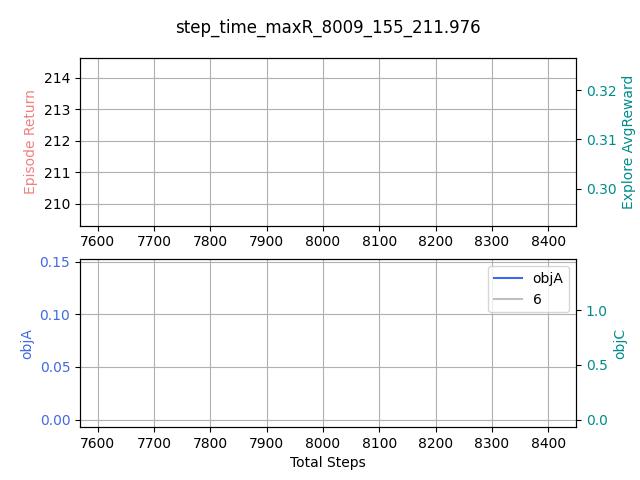 step_time_maxR_8009_155_211.976
214
213
212
211
210
Episode Return
0.32
0.31
0.30
Explore AvgReward
7600 7700 7800 7900 8000 8100 8200 8300 8400
0.15
0.10
0.05
0.00
objA
objA
6
1.0
0.5
0.0
objC
7600 7700 7800 7900 8000 8100 8200 8300 8400
Total Steps